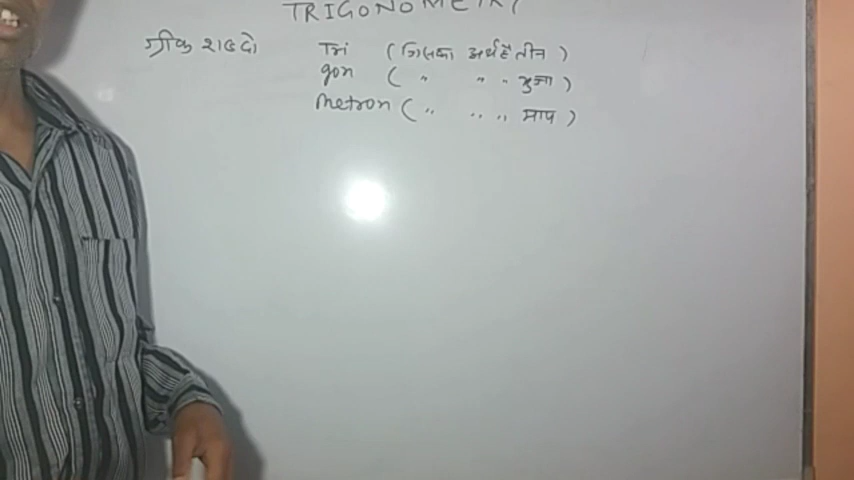 TRIGONOMETRY
ग्रीक शब्दो Tri (जिसका अर्थ है तीन)
gon ( " " " भुजा)
Metron ( " " " माप)